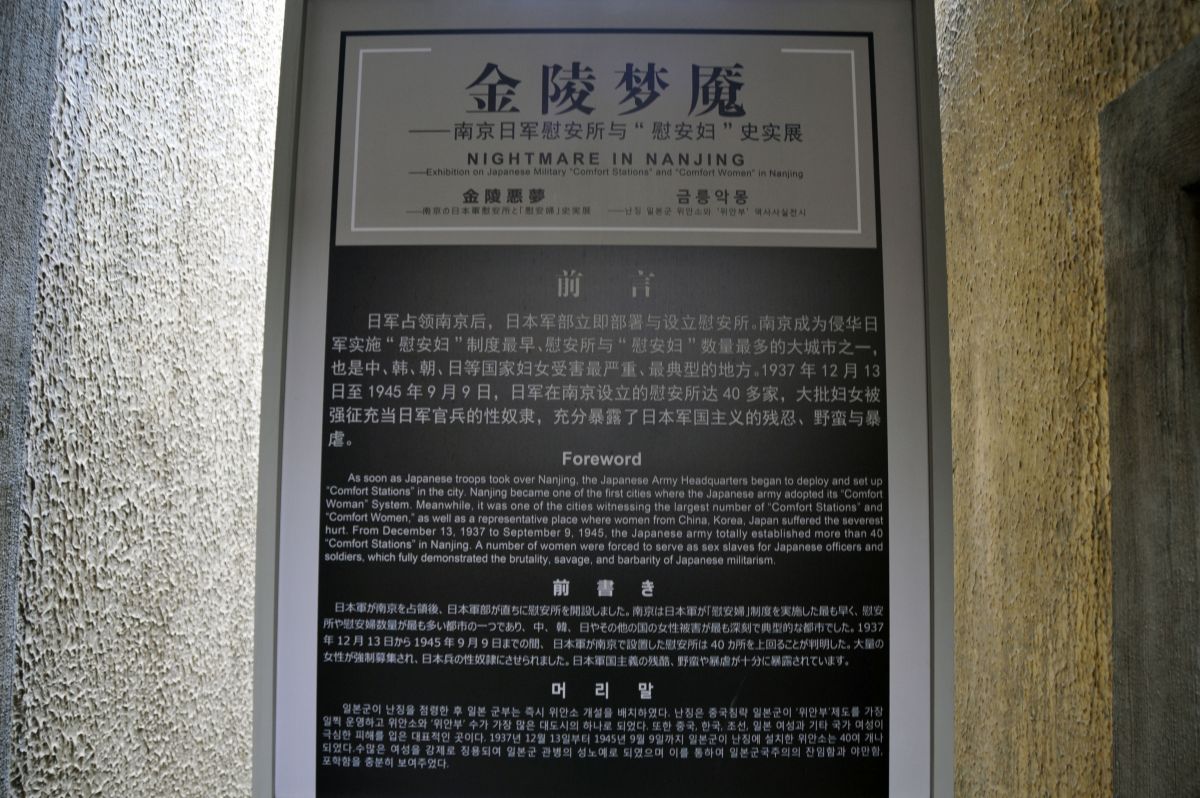 金陵梦魇
——南京日军慰安所与“慰安妇”史实展
NIGHTMARE IN NANJING
——Exhibition on Japanese Military “Comfort Stations” and “Comfort Women” in Nanjing
金陵悪夢
——南京の日本軍慰安所と「慰安婦」史実展
금릉악몽
——난징 일본군 위안소와 '위안부' 력사사실전시
前 言
日军占领南京后，日本军部立即部署与设立慰安所。南京成为侵华日
军实施“慰安妇”制度最早、慰安所与“慰安妇”数量最多的大城市之一，
也是中、韩、朝、日等国家妇女受害最严重、最典型的地方。1937 年 12 月 13
日至 1945 年 9 月 9 日，日军在南京设立的慰安所达 40 多家，大批妇女被
强征充当日军官兵的性奴隶，充分暴露了日本军国主义的残忍、野蛮与暴
虐。
Foreword
As soon as Japanese troops took over Nanjing, the Japanese Army Headquarters began to deploy and set up
“Comfort Stations” in the city. Nanjing became one of the first cities where the Japanese army adopted its “Comfort
Woman” System. Meanwhile, it was one of the cities witnessing the largest number of “Comfort Stations” and
“Comfort Women,” as well as a representative place where women from China, Korea, Japan suffered the severest
hurt. From December 13, 1937 to September 9, 1945, the Japanese army totally established more than 40
“Comfort Stations” in Nanjing. A number of women were forced to serve as sex slaves for Japanese officers and
soldiers, which fully demonstrated the brutality, savage, and barbarity of Japanese militarism.
前 書 き
日本軍が南京を占領後、日本軍部が直ちに慰安所を開設しました。南京は日本軍が「慰安婦」制度を実施した最も早く、慰安
所や慰安婦数量が最も多い都市の一つであり、中、韓、日やその他の国の女性被害が最も深刻で典型的な都市でした。1937
年 12 月 13 日から 1945 年 9 月 9 日までの間、日本軍が南京で設置した慰安所は 40 カ所を上回ることが判明した。大量の
女性が強制募集され、日本兵の性奴隷にさせられました。日本軍国主義の残酷、野蛮や暴虐が十分に暴露されています。
머 리 말
일본군이 난징을 점령한 후 일본 군부는 즉시 위안소 개설을 배치하였다. 난징은 중국침략 일본군이 '위안부'제도를 가장
일찍 운영하고 위안소와 '위안부' 수가 가장 많은 대도시의 하나로 되었다. 또한 중국, 한국, 조선, 일본 여성과 기타 국가 여성이
극심한 피해를 입은 대표적인 곳이다. 1937년 12월 13일부터 1945년 9월 9일까지 일본군이 난징에 설치한 위안소는 40여 개나
되었다.수많은 여성을 강제로 징용되여 일본군 관병의 성노예로 되였으며 이를 통하여 일본군국주의의 잔임함과 야만함,
포학함을 충분히 보여주었다.